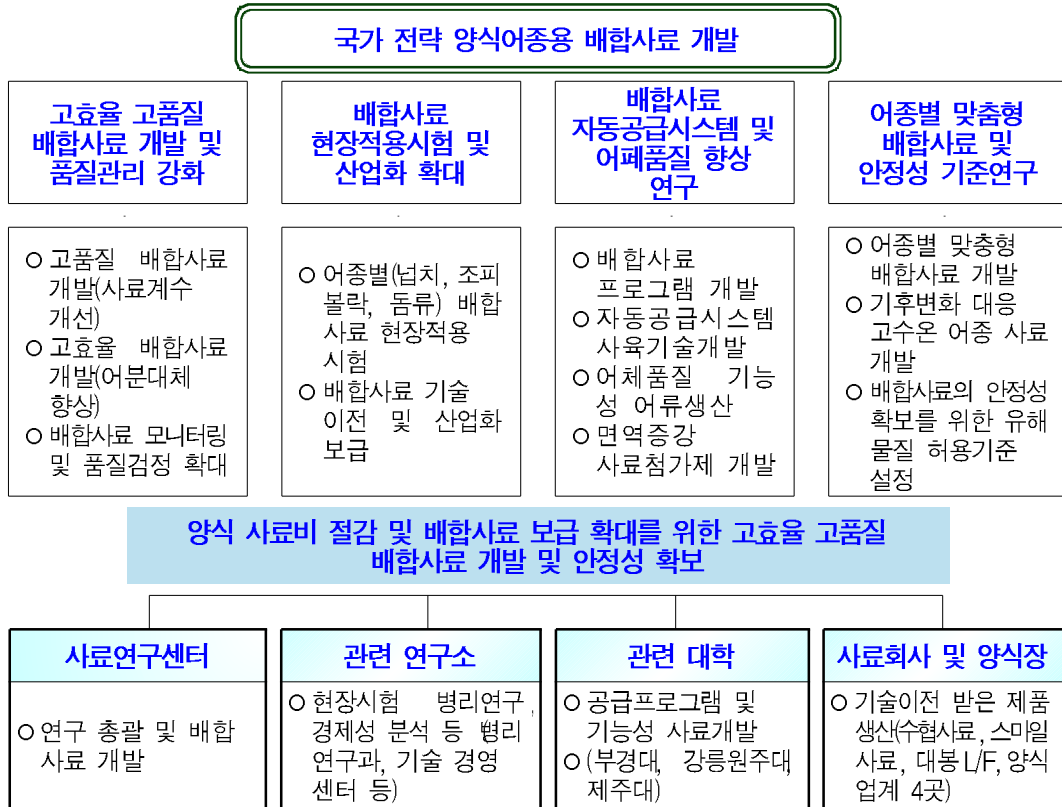 국가 전략 양식어종용 배합사료 개발
고효율 고품질
배합사료 개발 및
품질관리 강화
배합사료
현장적용시험 및
산업화 확대
배합사료
자동공급시스템 및
어폐품질 향상
연구
어종별 맞춤형
배합사료 및
안정성 기준연구
○ 고품질 배합사료
개발(사료계수
개선)
○ 고효율 배합사료
개발(어분대체
향상)
○ 배합사료 모니터링
및 품질검정 확대
○ 어종별(넙치, 조피
볼락, 돔류) 배합
사료 현장적용
시험
○ 배합사료 기술
이전 및 산업화
보급
○ 배합사료
프로그램 개발
○ 자동공급시스템
사육기술개발
○ 어체품질 기능
성 어류생산
○ 면역증강
사료첨가제 개발
○ 어종별 맞춤형
배합사료 개발
○ 기후변화 대응
고수온 어종 사료
개발
○ 배합사료의 안정성
확보를 위한 유해
물질 허용기준
설정
양식 사료비 절감 및 배합사료 보급 확대를 위한 고효율 고품질
배합사료 개발 및 안정성 확보
사료연구센터
○ 연구 총괄 및 배합
사료 개발
관련 연구소
○ 현장시험 병리연구,
경제성 분석 등 (병리
연구과, 기술 경영
센터 등)
관련 대학
○ 공급프로그램 및
기능성 사료개발
○ (부경대, 강릉원주대,
제주대)
사료회사 및 양식장
○ 기술이전 받은 제품
생산(수협사료, 스마일
사료, 대봉 L/F, 양식
업계 4곳)